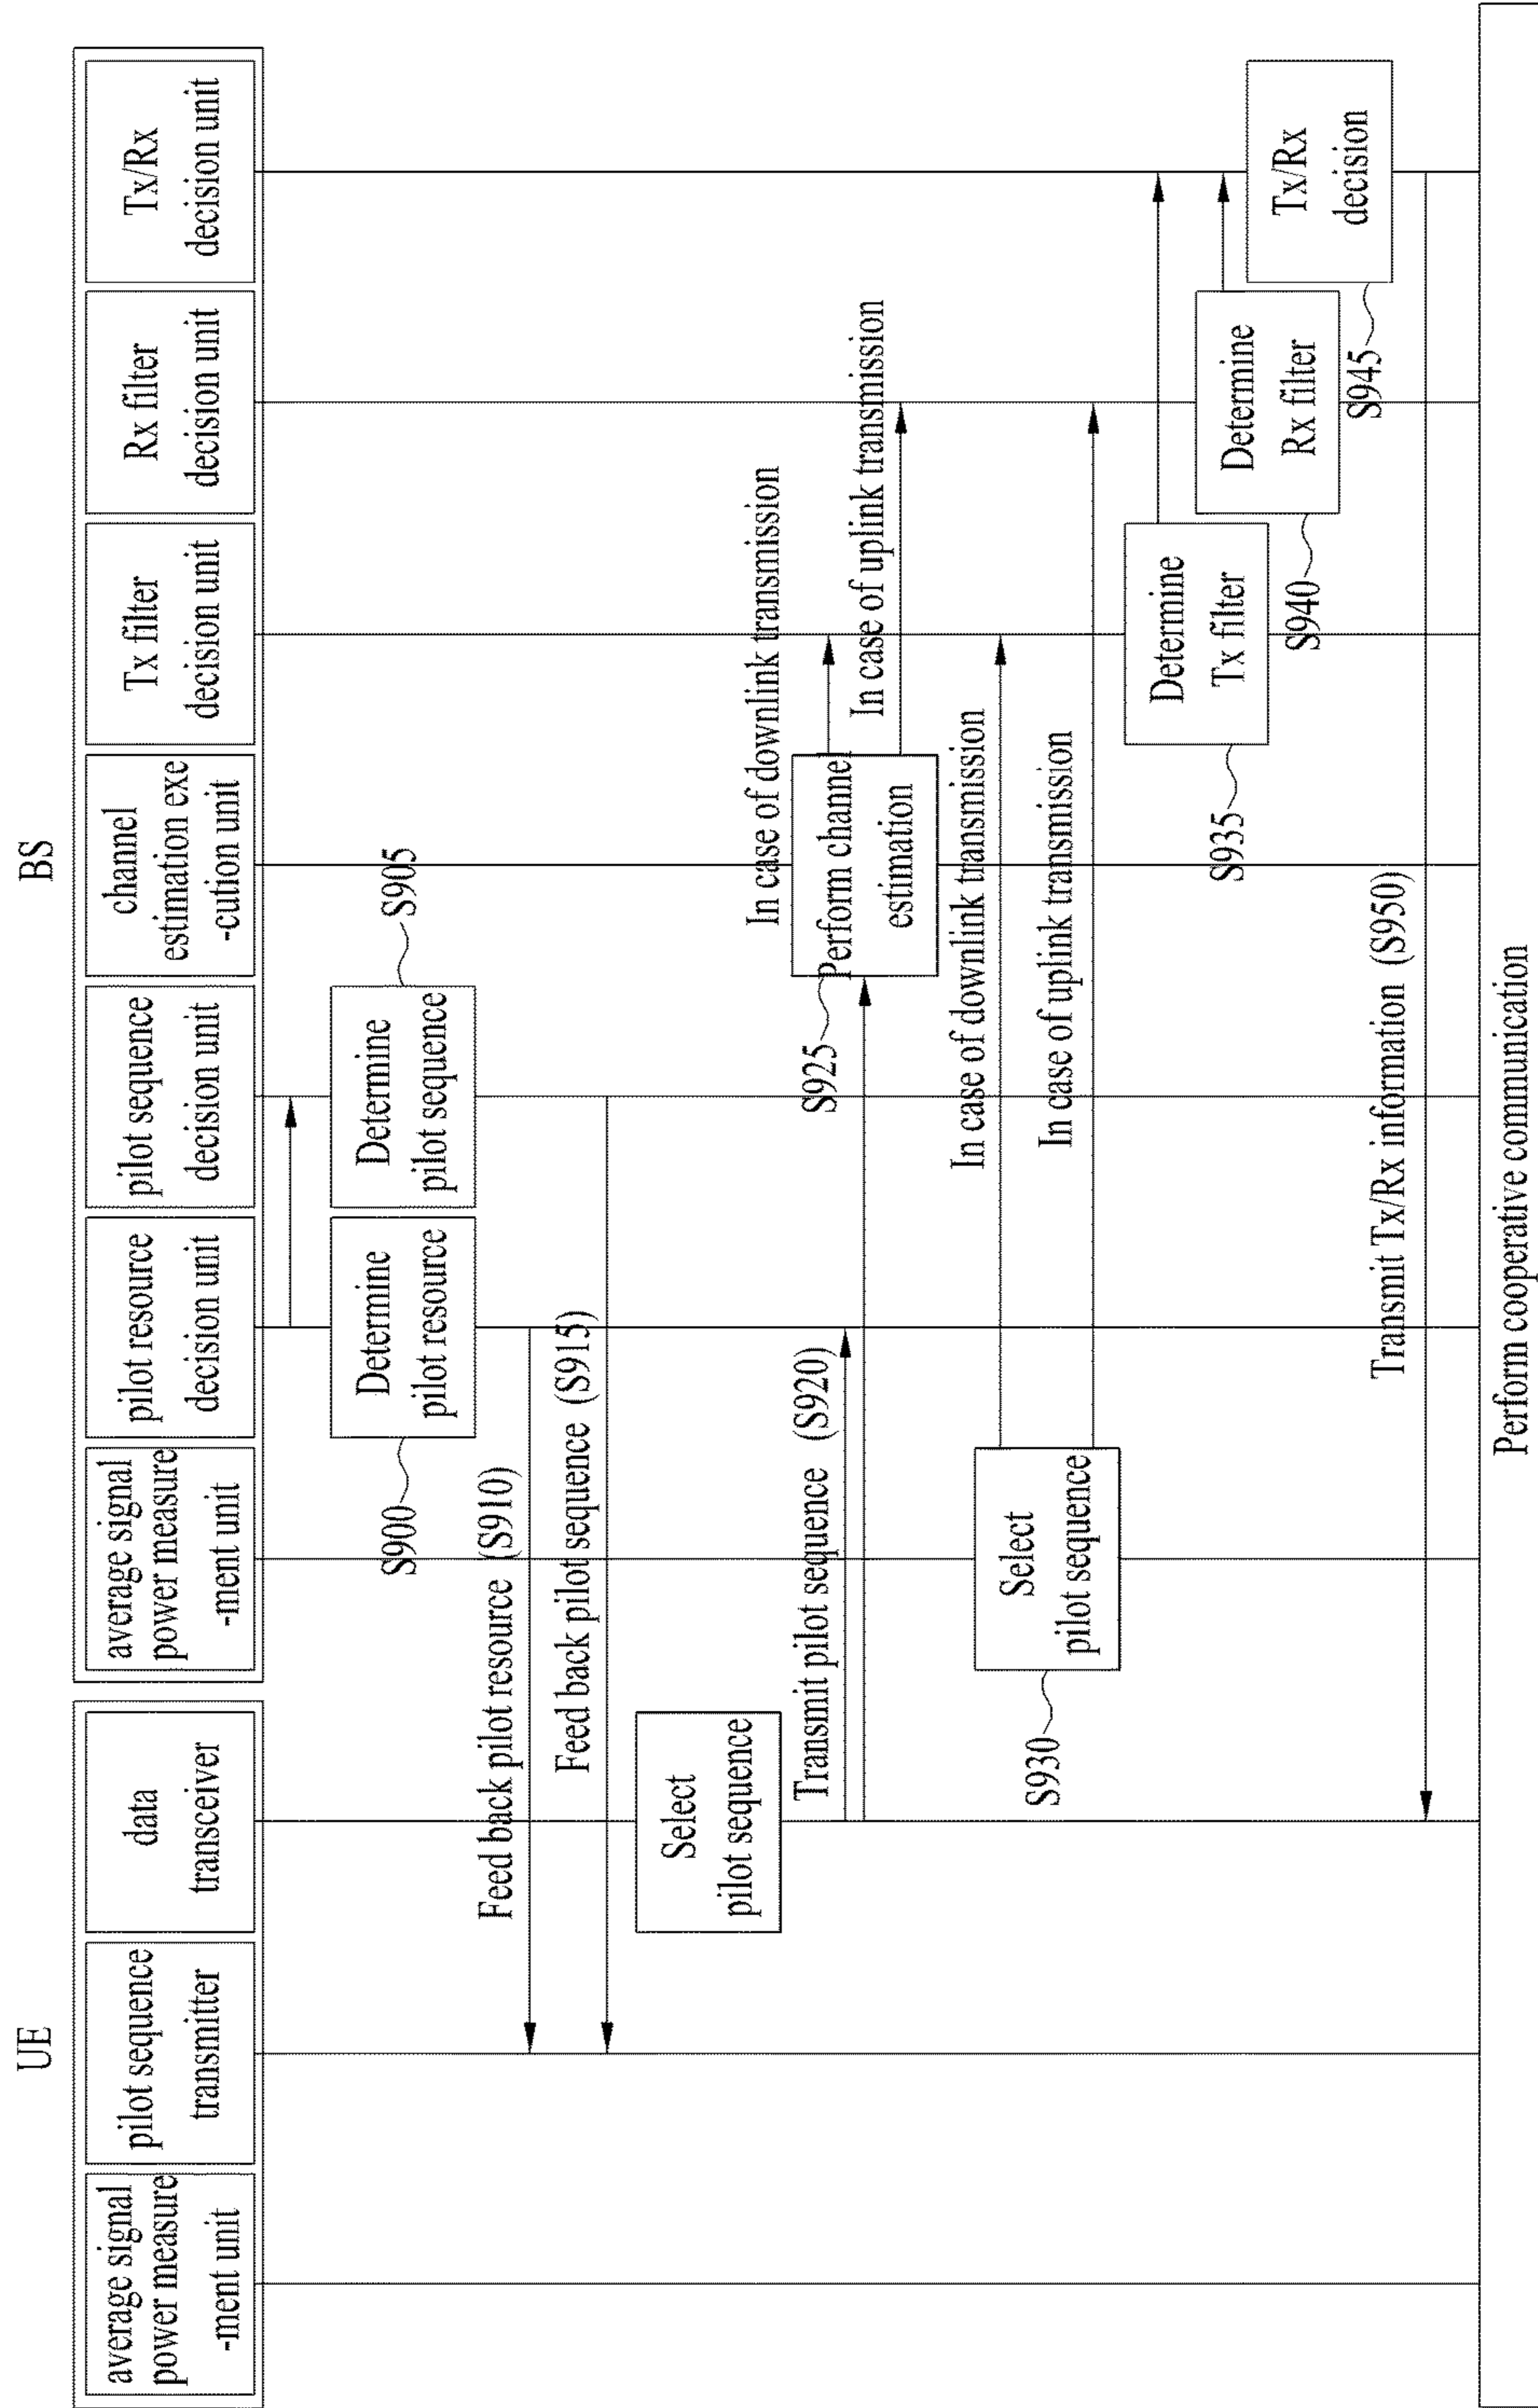 UE
BS
average signal
power measure
-ment unit
pilot sequence
transmitter
data
transceiver
average signal
power measure
-ment unit
pilot resource
decision unit
pilot sequence
decision unit
channel
estimation exe
-cution unit
Tx filter
decision unit
Rx filter
decision unit
Tx/Rx
decision unit
S900
Determine
pilot resource
Determine
pilot sequence
S905
Feed back pilot resource (S910)
Feed back pilot sequence (S915)
Select
pilot sequence
Transmit pilot sequence (S920)
S925
Perform channel
estimation
In case of downlink transmission
In case of uplink transmission
S930
Select
pilot sequence
In case of downlink transmission
In case of uplink transmission
S935
Determine
Tx filter
S940
Determine
Rx filter
S945
Tx/Rx
decision
Transmit Tx/Rx information (S950)
Perform cooperative communication